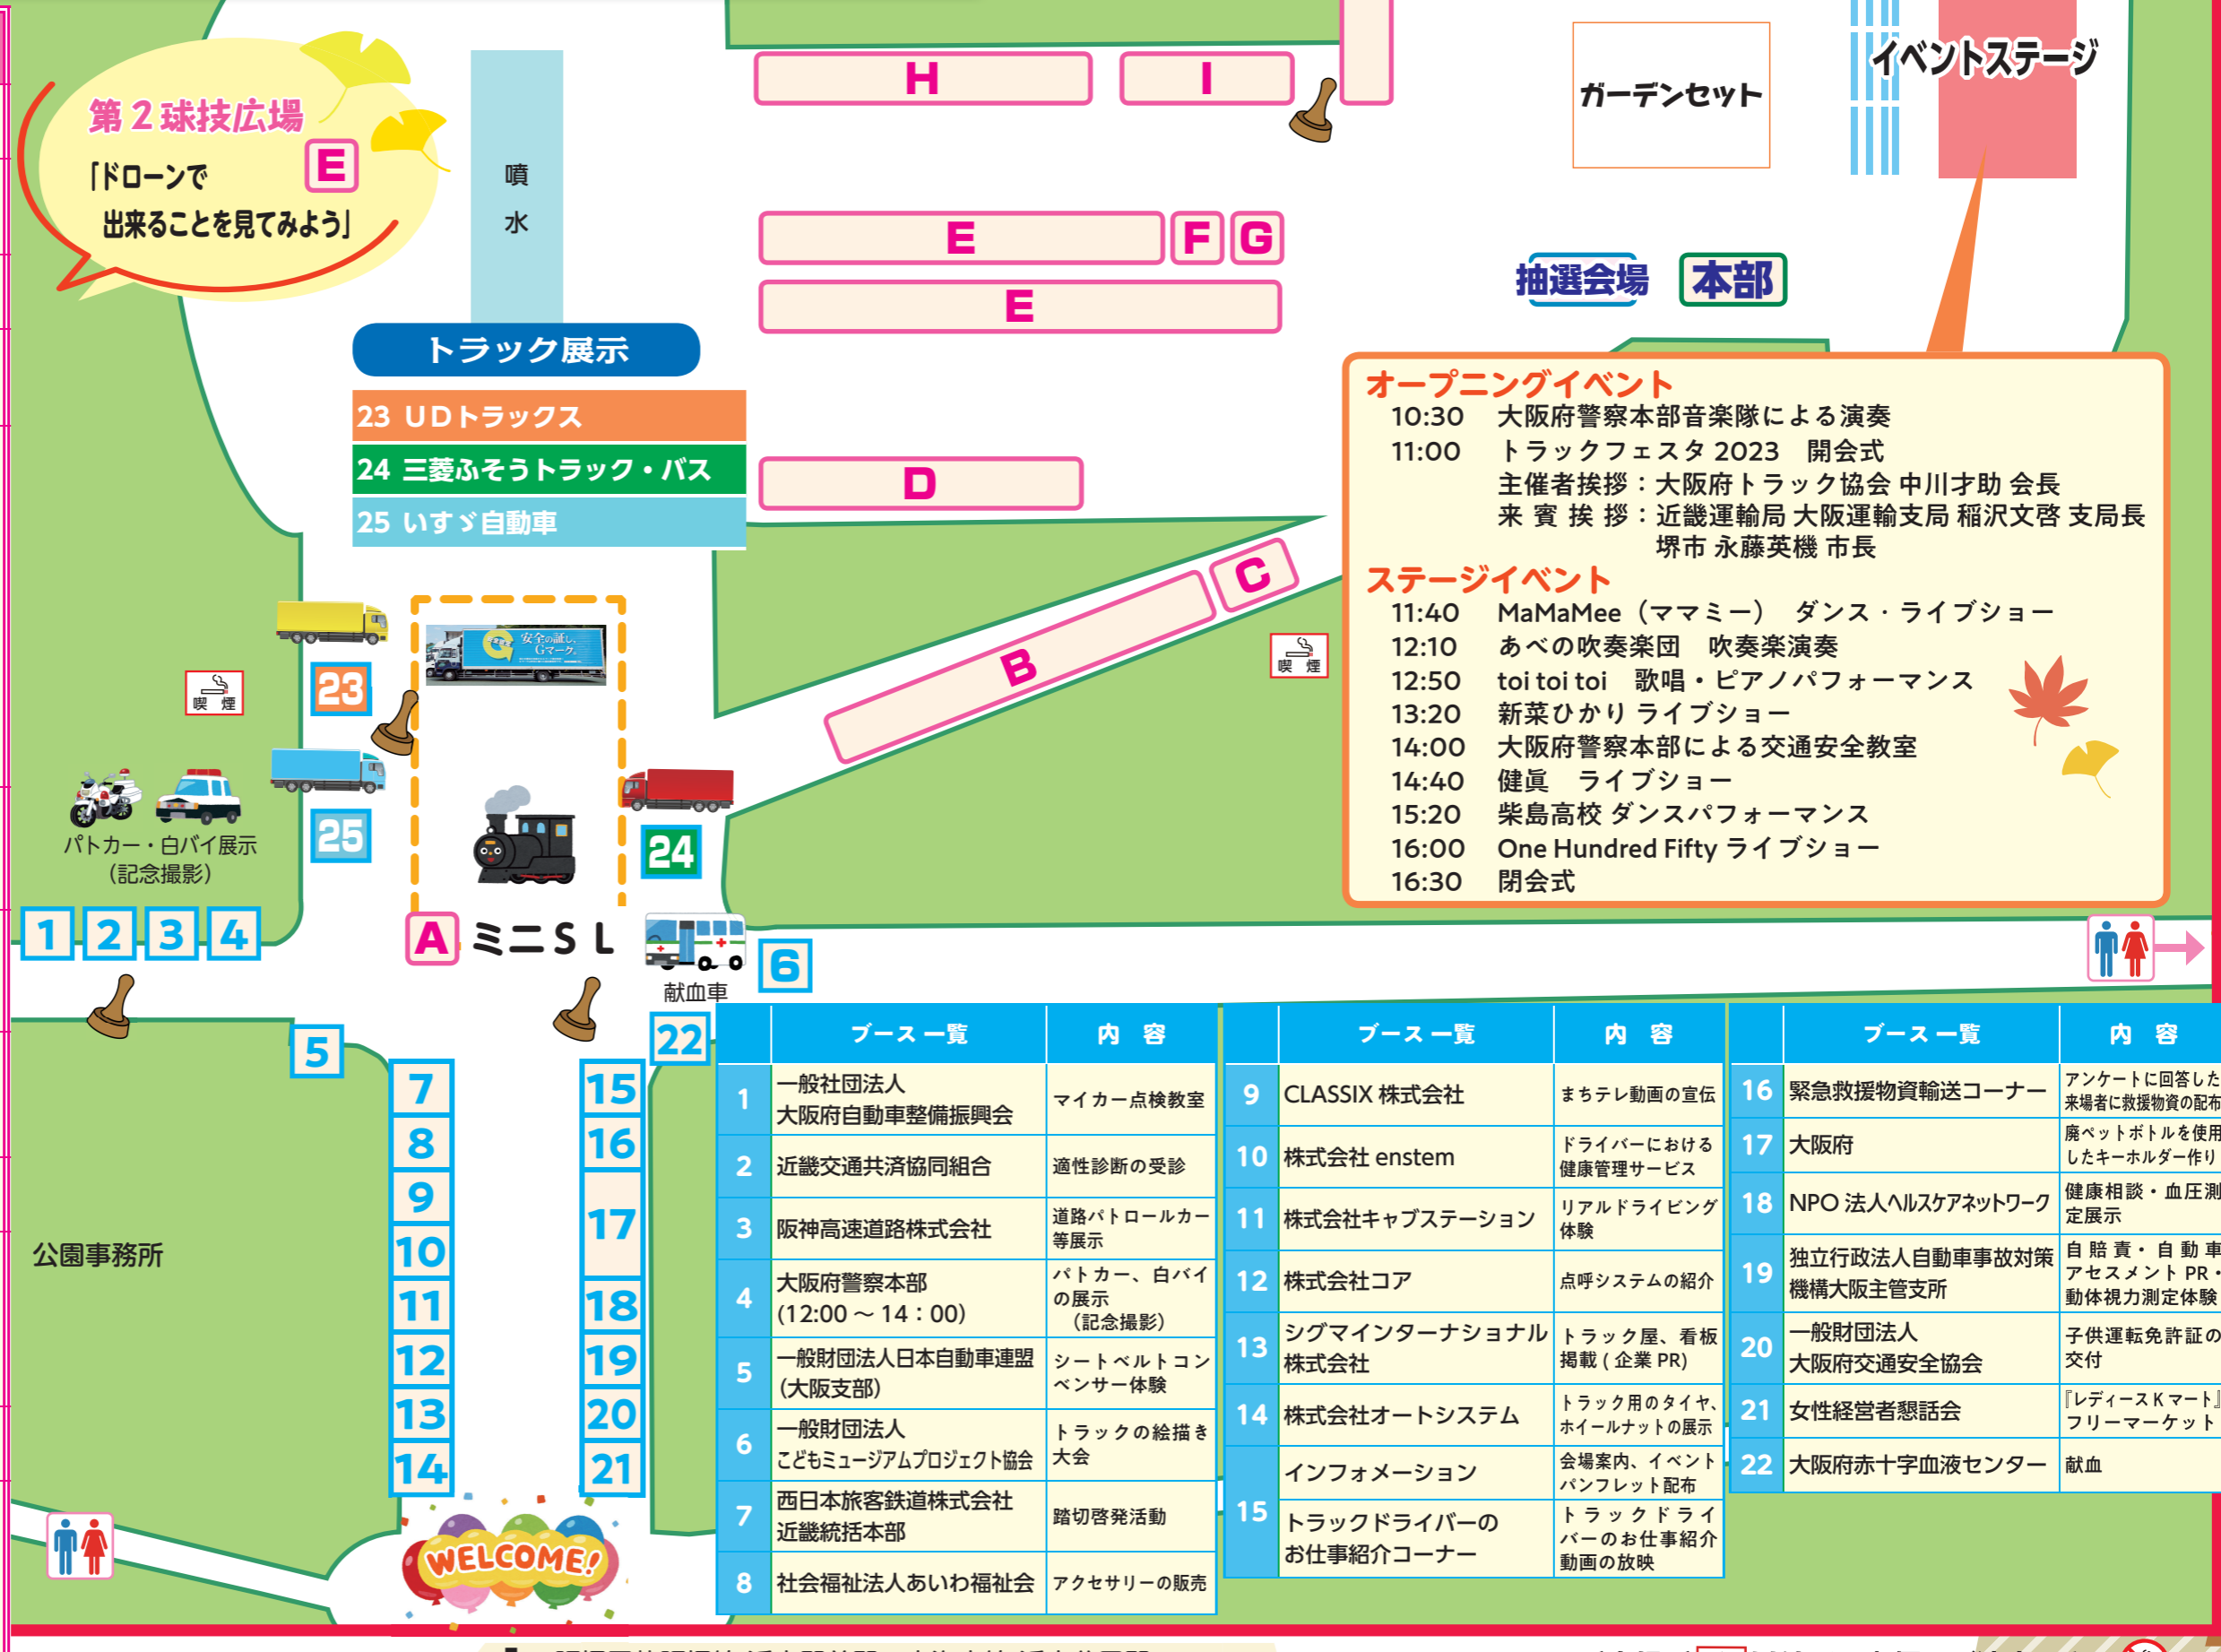 第2球技広場
E
「ドローンで
出来ることを見てみよう」
噴
水
H
I
ガーデンセット
イベントステージ
E
F
G
E
抽選会場
本部
トラック展示
23 UDトラックス
24 三菱ふそうトラック・バス
25 いすゞ自動車
D
C
B
喫 煙
オープニングイベント
10:30 大阪府警察本部音楽隊による演奏
11:00 トラックフェスタ 2023 開会式
主催者挨拶：大阪府トラック協会 中川才助 会長
来 賓 挨 拶：近畿運輸局 大阪運輸支局 稲沢文啓 支局長
堺市 永藤英機 市長
ステージイベント
11:40 MaMaMee（ママミー） ダンス・ライブショー
12:10 あべの吹奏楽団 吹奏楽演奏
12:50 toi toi toi 歌唱・ピアノパフォーマンス
13:20 新菜ひかり ライブショー
14:00 大阪府警察本部による交通安全教室
14:40 健眞 ライブショー
15:20 柴島高校 ダンスパフォーマンス
16:00 One Hundred Fifty ライブショー
16:30 閉会式
安全の証し、
Gマーク。
喫 煙
23
25
24
パトカー・白バイ展示
（記念撮影）
1 2 3 4
A ミニＳＬ
献血車
6
5
22
7
8
9
10
11
12
13
14
15
16
17
18
19
20
21
公園事務所
WELCOME!
ブース一覧 内 容
1 一般社団法人
大阪府自動車整備振興会 マイカー点検教室
2 近畿交通共済協同組合 適性診断の受診
3 阪神高速道路株式会社 道路パトロールカー
等展示
4 大阪府警察本部
(12:00 ～ 14：00) パトカー、白バイ
の展示
（記念撮影）
5 一般財団法人日本自動車連盟
(大阪支部) シートベルトコン
ベンサー体験
6 一般財団法人
こどもミュージアムプロジェクト協会 トラックの絵描き
大会
7 西日本旅客鉄道株式会社
近畿統括本部 踏切啓発活動
8 社会福祉法人あいわ福祉会 アクセサリーの販売
ブース一覧 内 容
9 CLASSIX 株式会社 まちテレ動画の宣伝
10 株式会社 enstem ドライバーにおける
健康管理サービス
11 株式会社キャブステーション リアルドライビング
体験
12 株式会社コア 点呼システムの紹介
13 シグマインターナショナル
株式会社 トラック屋、看板
掲載 ( 企業 PR)
14 株式会社オートシステム トラック用のタイヤ、
ホイールナットの展示
15 インフォメーション 会場案内、イベント
パンフレット配布
トラックドライバーの
お仕事紹介コーナー トラックドライ
バーのお仕事紹介
動画の放映
ブース一覧 内 容
16 緊急救援物資輸送コーナー アンケートに回答した
来場者に救援物資の配布
17 大阪府 廃ペットボトルを使用
したキーホルダー作り
18 NPO 法人ヘルスケアネットワーク 健康相談・血圧測
定展示
19 独立行政法人自動車事故対策
機構大阪主管支所 自 賠 責・ 自 動 車
アセスメント PR・
動体視力測定体験
20 一般財団法人
大阪府交通安全協会 子供運転免許証の
交付
21 女性経営者懇話会 『レディースKマート』
フリーマーケット
22 大阪府赤十字血液センター 献血